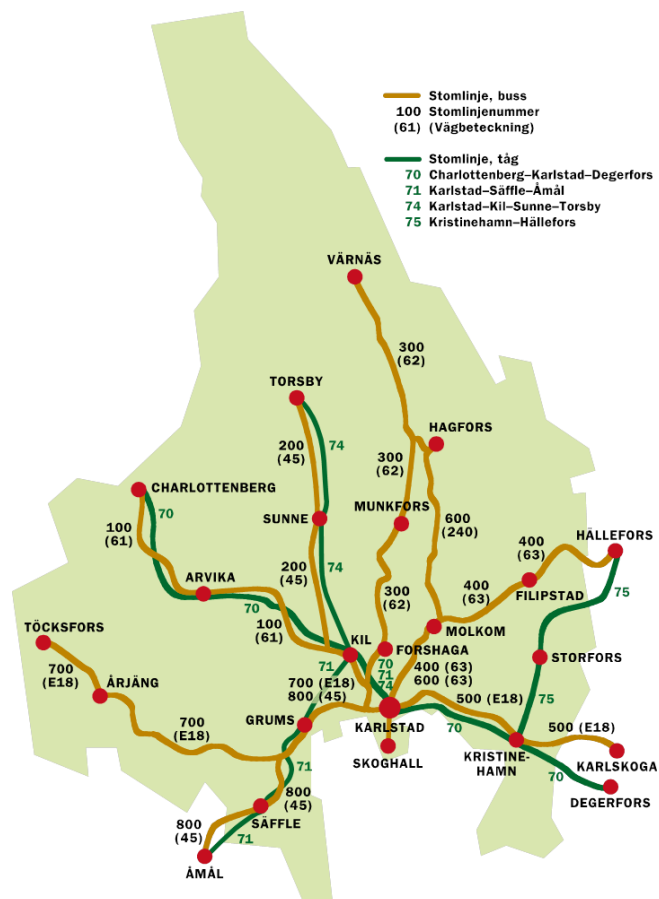 Stomlinje, buss
100 Stomlinjenummer
(61) (Vägbeteckning)
Stomlinje, tåg
70 Charlottenberg–Karlstad–Degerfors
71 Karlstad–Säffle–Åmål
74 Karlstad–Kil–Sunne–Torsby
75 Kristinehamn–Hällefors
VÄRNÄS
300
(62)
TORSBY
HAGFORS
200
(45)
74
300
(62)
CHARLOTTENBERG
70
MUNKFORS
SUNNE
600
(240)
100
(61)
400
(63)
HÄLLEFORS
200
(45)
74
ARVIKA
400
(63)
FILIPSTAD
75
300
(62)
70
100
(61)
TÖCKSFORS
MOLKOM
KIL
FORSHAGA
STORFORS
700
(E18)
71
70
71
74
400 (63)
600 (63)
ÅRJÄNG
700 (E18)
800 (45)
500 (E18)
75
GRUMS
KARLSTAD
700
(E18)
70
500 (E18)
SKOGHALL
KRISTINE-
HAMN
KARLSKOGA
71
70
DEGERFORS
800
(45)
SÄFFLE
800
(45)
71
ÅMÅL